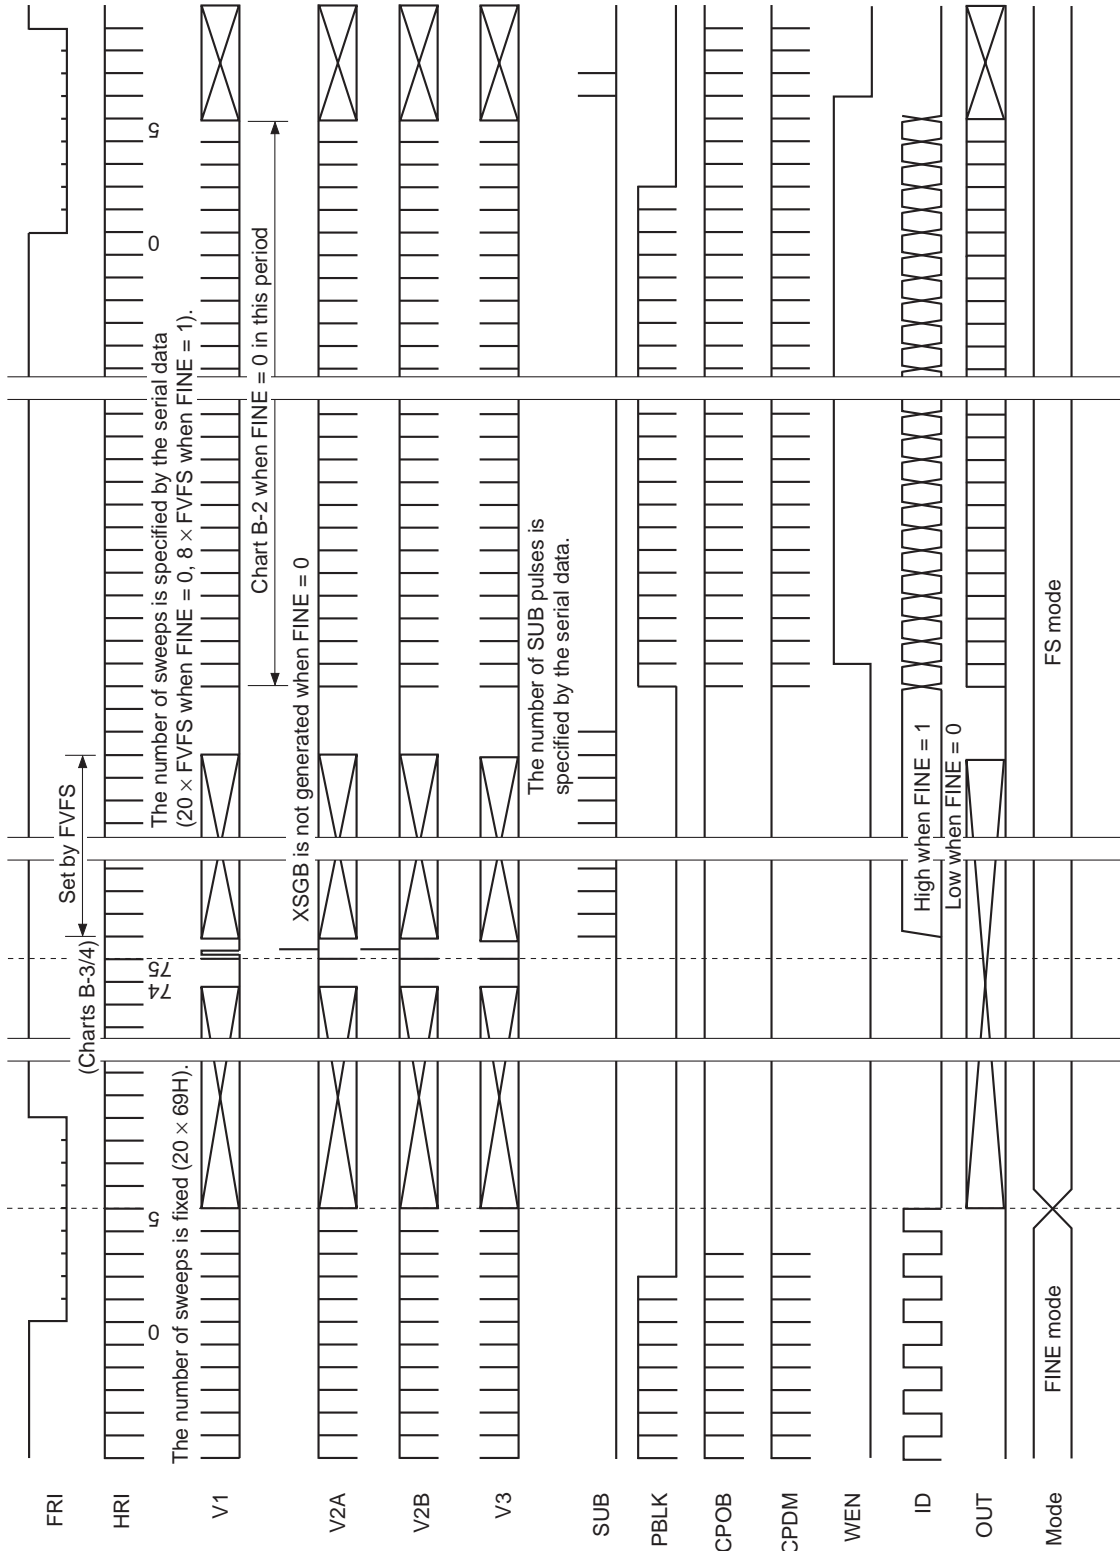 FRI
(Charts B-3/4)
Set by FVFS
HRI
0
5
74
75
0
5
The number of sweeps is fixed (20 × 69H).
The number of sweeps is specified by the serial data
(20 × FVFS when FINE = 0, 8 × FVFS when FINE = 1).
V1
Chart B-2 when FINE = 0 in this period
XSGB is not generated when FINE = 0
V2A
V2B
V3
The number of SUB pulses is
specified by the serial data.
SUB
PBLK
CPOB
CPDM
WEN
ID
High when FINE = 1
Low when FINE = 0
OUT
Mode
FINE mode
FS mode